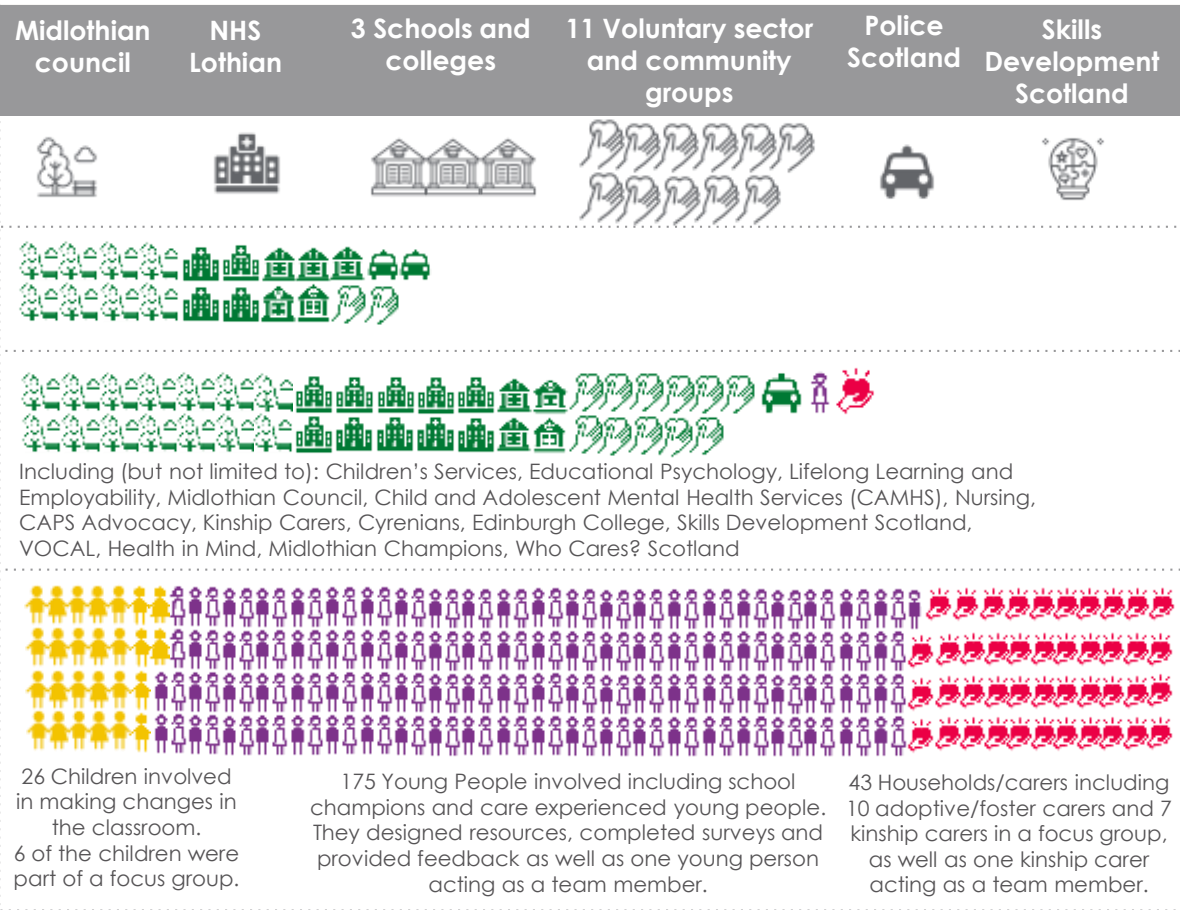 Midlothian
council
NHS
Lothian
3 Schools and
colleges
11 Voluntary sector
and community
groups
Police
Scotland
Skills
Development
Scotland
Including (but not limited to): Children's Services, Educational Psychology, Lifelong Learning and
Employability, Midlothian Council, Child and Adolescent Mental Health Services (CAMHS), Nursing,
CAPS Advocacy, Kinship Carers, Cyrenians, Edinburgh College, Skills Development Scotland,
VOCAL, Health in Mind, Midlothian Champions, Who Cares? Scotland
26 Children involved
in making changes in
the classroom.
6 of the children were
part of a focus group.
175 Young People involved including school
champions and care experienced young people.
They designed resources, completed surveys and
provided feedback as well as one young person
acting as a team member.
43 Households/carers including
10 adoptive/foster carers and 7
kinship carers in a focus group,
as well as one kinship carer
acting as a team member.